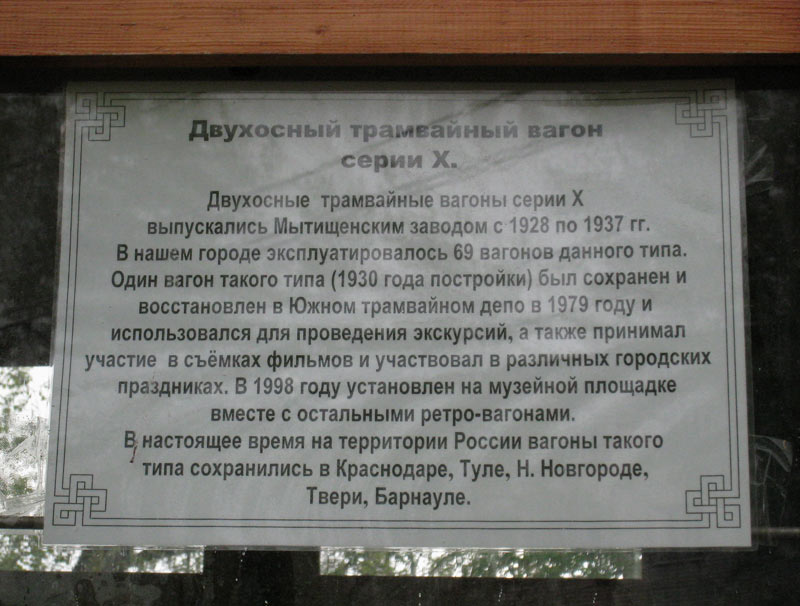 Двухосный трамвайный вагон
серии Х.
Двухосные трамвайные вагоны серии Х
выпускались Мытищенским заводом с 1928 по 1937 гг.
В нашем городе эксплуатировалось 69 вагонов данного типа.
Один вагон такого типа (1930 года постройки) был сохранен и
восстановлен в Южном трамвайном депо в 1979 году и
использовался для проведения экскурсий, а также принимал
участие в съёмках фильмов и участвовал в различных городских
праздниках. В 1998 году установлен на музейной площадке
вместе с остальными ретро-вагонами.
В настоящее время на территории России вагоны такого
типа сохранились в Краснодаре, Туле, Н. Новгороде,
Твери, Барнауле.